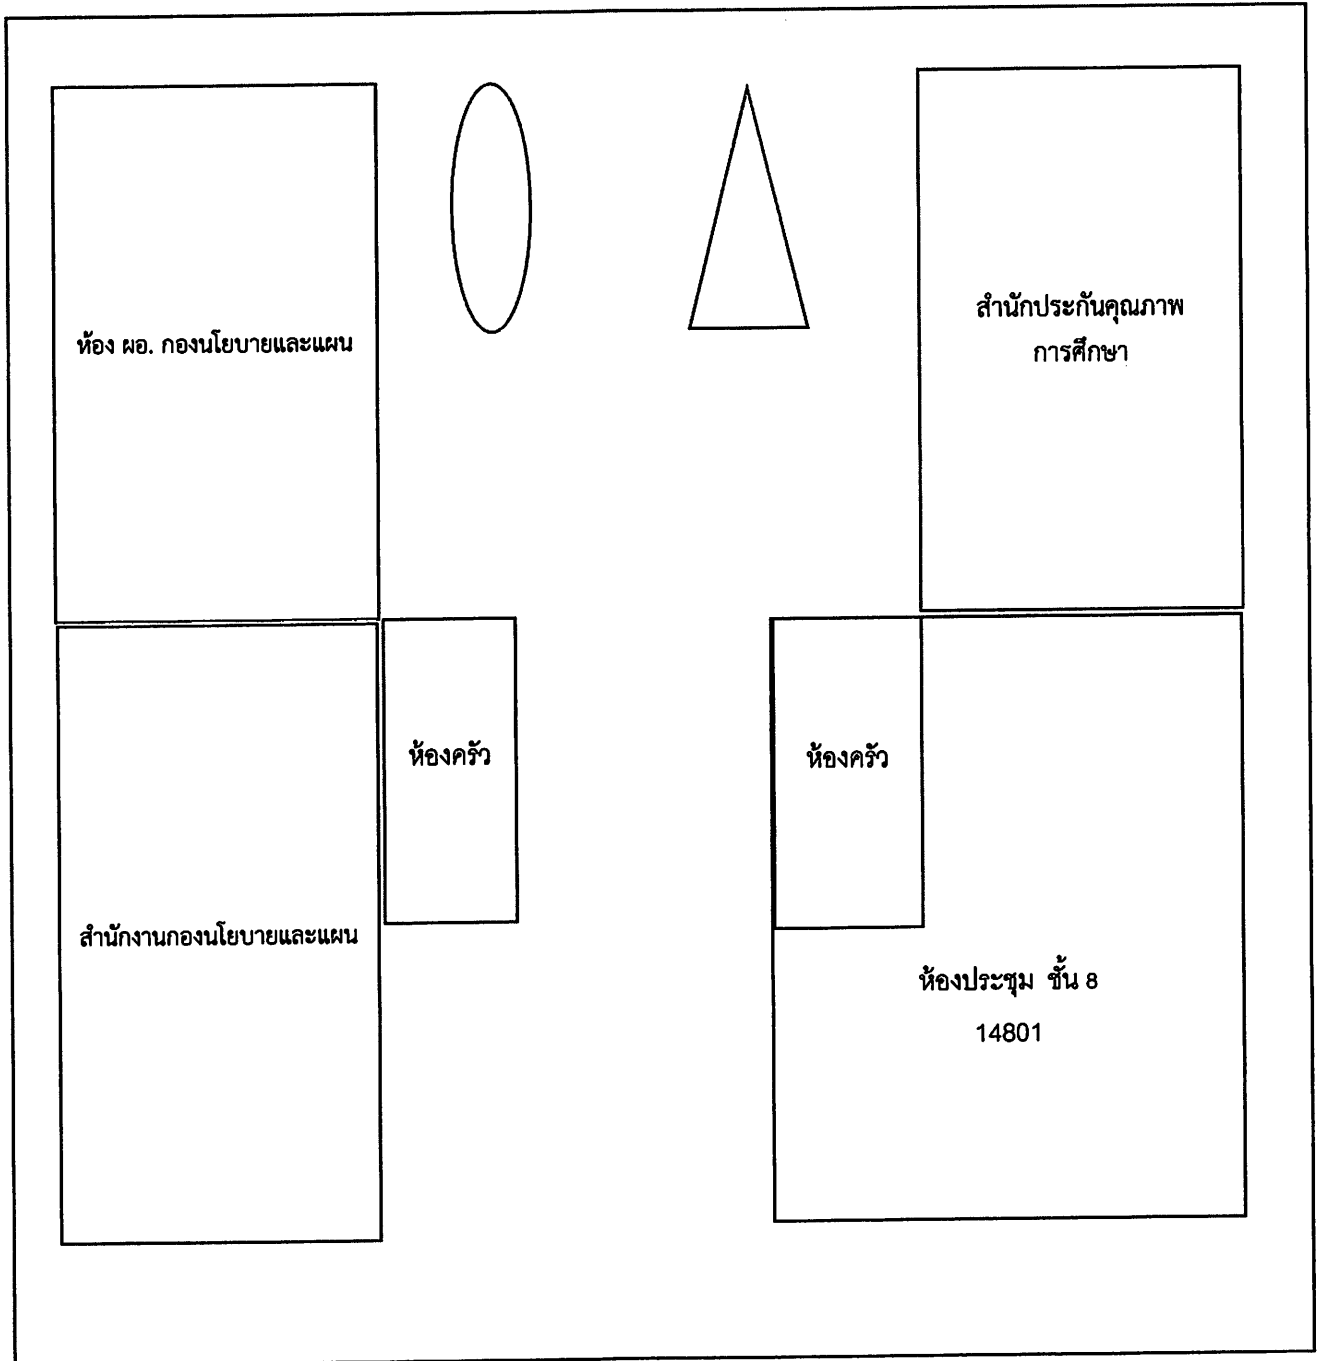 ห้อง ผอ. กองนโยบายและแผน
สำนักประกันคุณภาพ
การศึกษา
ห้องครัว
ห้องครัว
สำนักงานกองนโยบายและแผน
ห้องประชุม ชั้น 8
14801